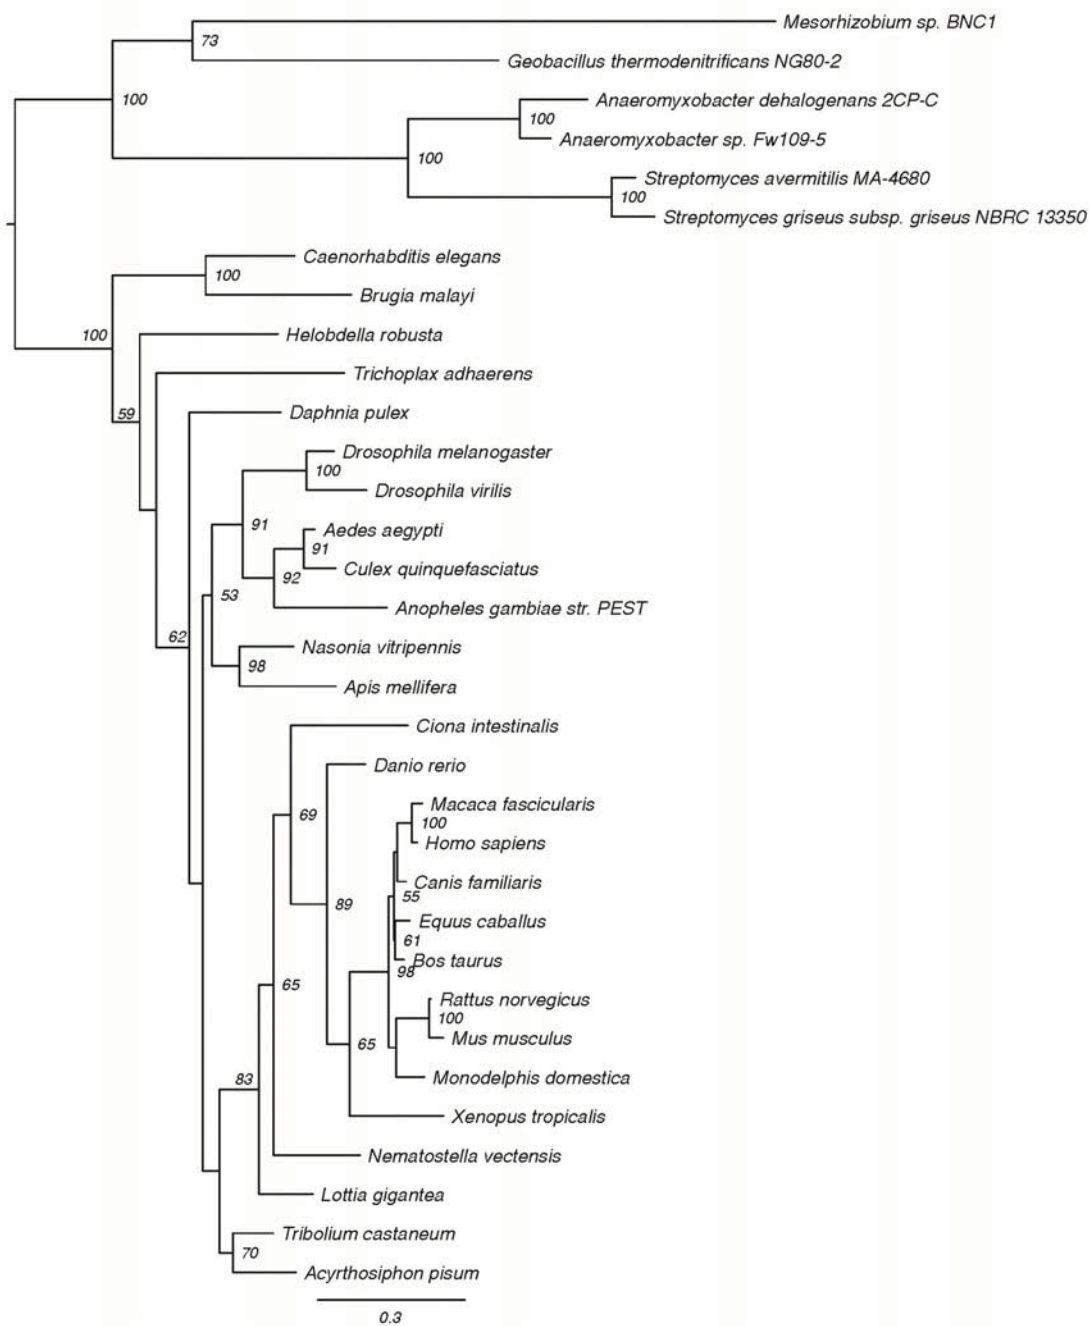 Mesorhizobium sp. BNC1
73
Geobacillus thermodenitrificans NG80-2
100
Anaeromyxobacter dehalogenans 2CP-C
100
Anaeromyxobacter sp. Fw109-5
100
Streptomyces avermitilis MA-4680
100
Streptomyces griseus subsp. griseus NBRC 13350
Caenorhabditis elegans
100
Brugia malayi
100
Helobdella robusta
Trichoplax adhaerens
59
Daphnia pulex
Drosophila melanogaster
100
Drosophila virilis
91
Aedes aegypti
91
Culex quinquefasciatus
92
53
Anopheles gambiae str. PEST
62
Nasonia vitripennis
98
Apis mellifera
Ciona intestinalis
Danio rerio
Macaca fascicularis
69
100
Homo sapiens
Canis familiaris
55
89
Equus caballus
61
Bos taurus
98
65
Rattus norvegicus
100
Mus musculus
65
Monodelphis domestica
83
Xenopus tropicalis
Nematostella vectensis
Lottia gigantea
Tribolium castaneum
70
Acyrthosiphon pisum
0.3